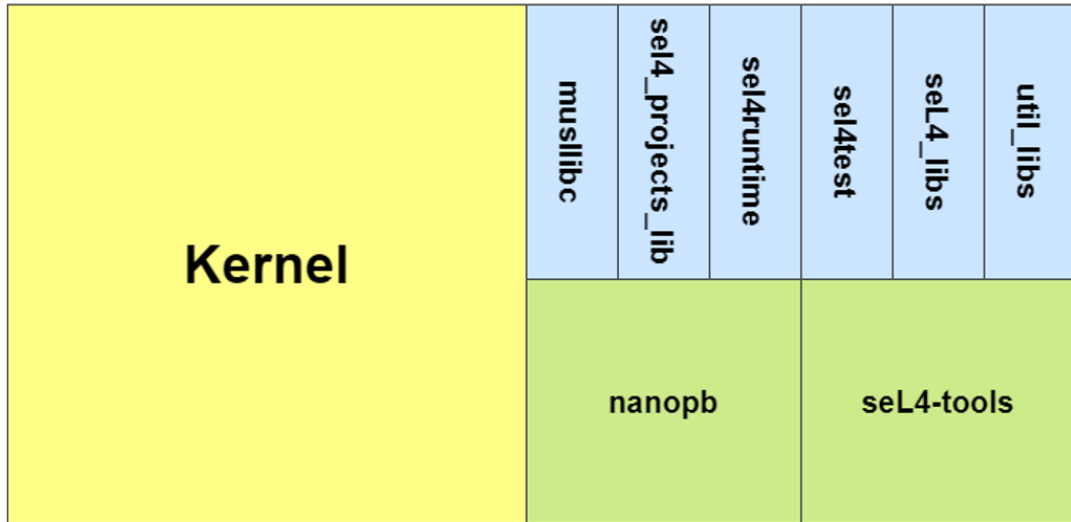 Kernel
musllibc
sel4_projects_lib
sel4runtime
sel4test
seL4_libs
util_libs
nanopb
seL4-tools